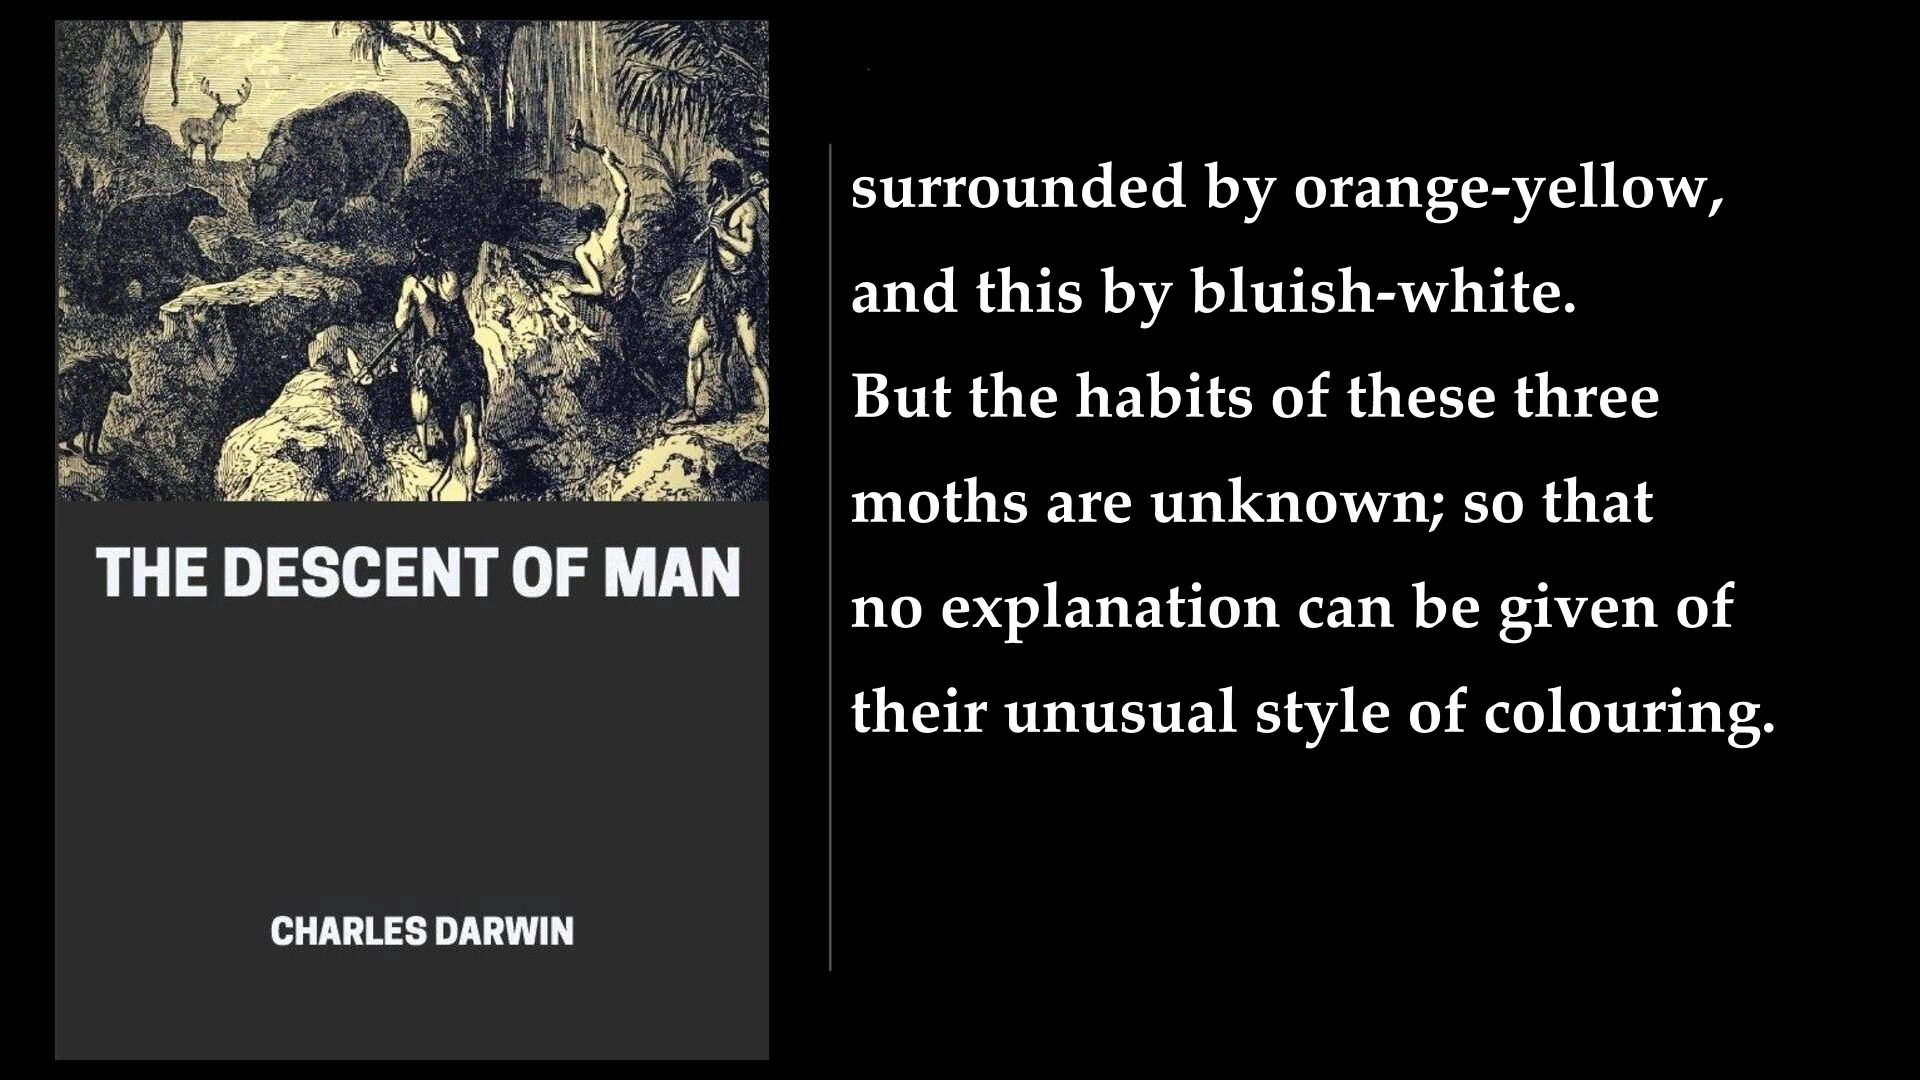 THE DESCENT OF MAN
CHARLES DARWIN
surrounded by orange-yellow,
and this by bluish-white.
But the habits of these three
moths are unknown; so that
no explanation can be given of
their unusual style of colouring.